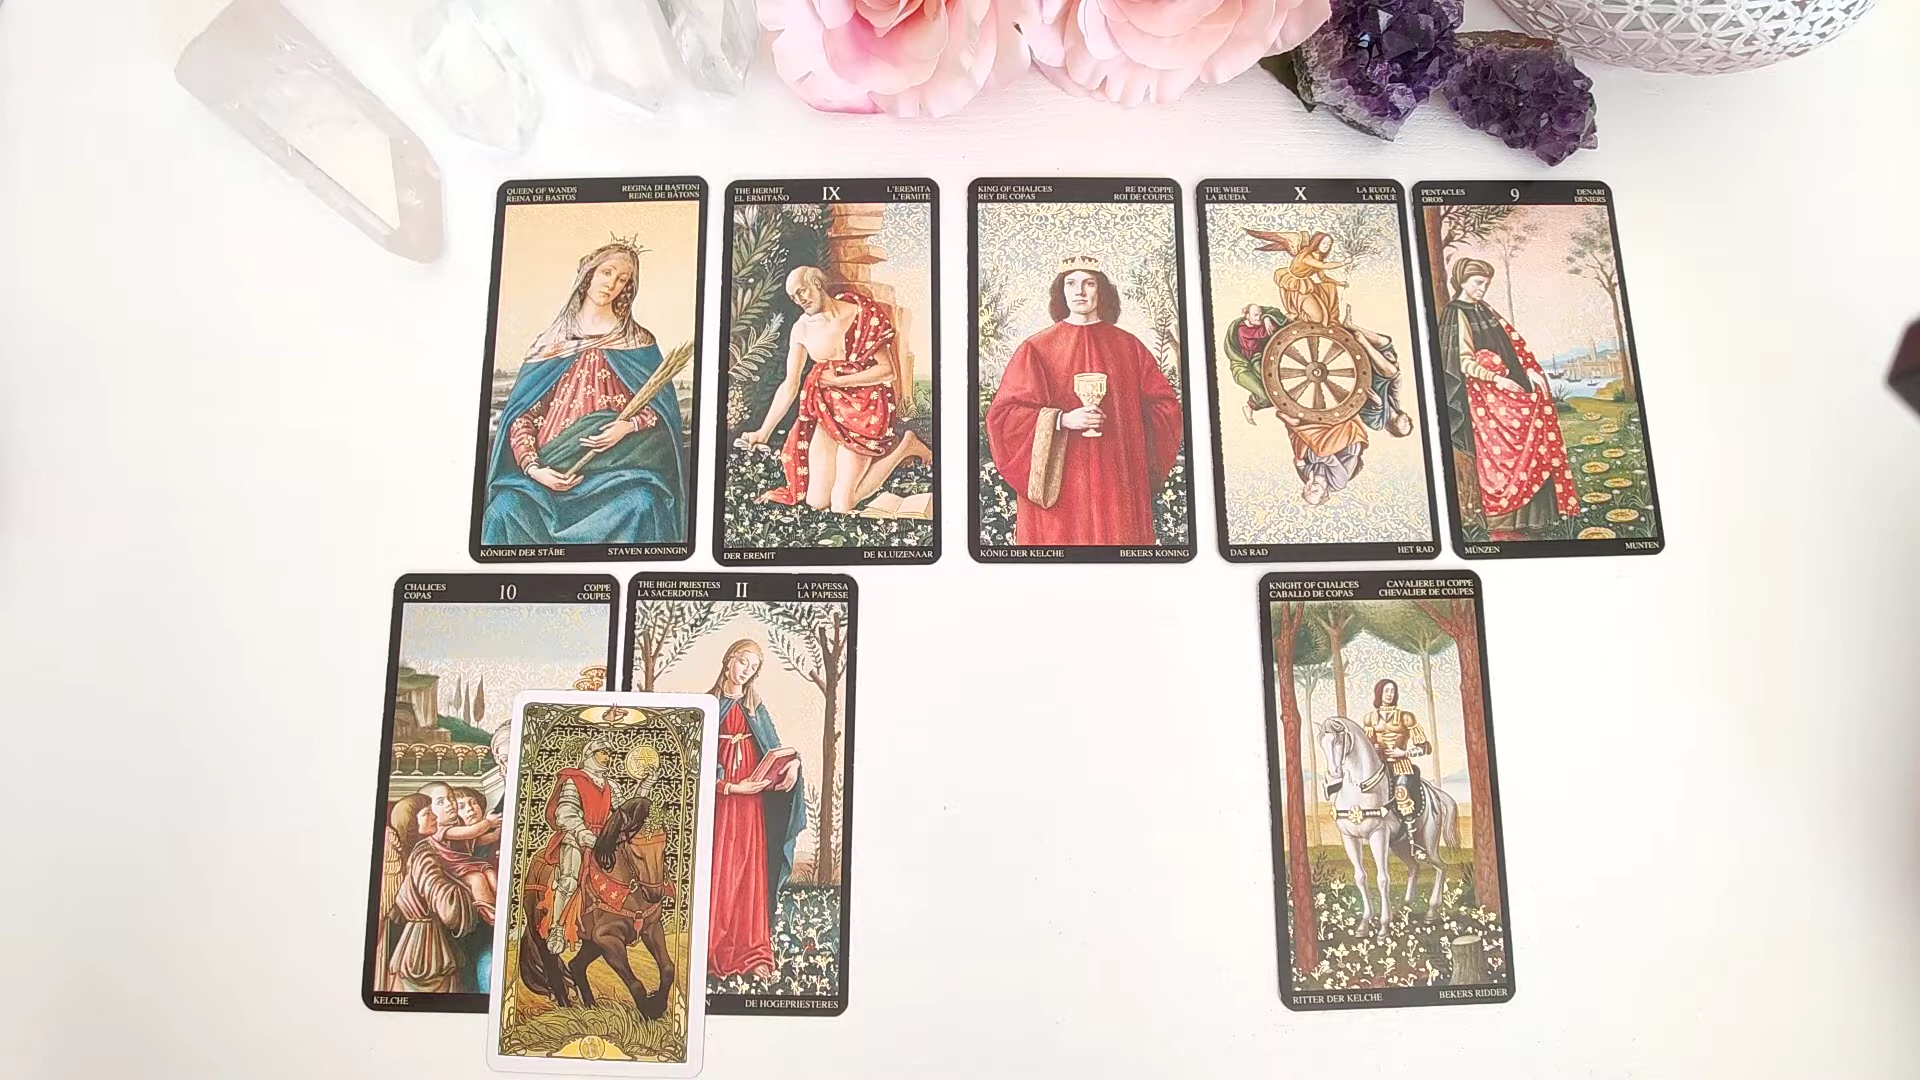 QUEEN OF WANDS REGINA DI BASTONI
REINA DE BASTOS REINE DE BÂTONS
KÖNIGIN DER STÄBE STAVEN KONINGIN
THE HERMIT IX L'EREMITA
EL ERMITAÑO L'ERMITE
DER EREMIT DE KLUIZENAAR
KING OF CHALICES RE DI COPPE
REY DE COPAS ROI DE COUPES
KÖNIG DER KELCHE BEKERS KONING
THE WHEEL X LA RUOTA
LA RUEDA LA ROUE
DAS RAD HET RAD
PENTACLES 9 DENARI
OROS DENIERS
MÜNZEN MUNTEN
CHALICES 10 COPPE
COPAS COUPES
KELCHE
THE HIGH PRIESTESS II LA PAPESSA
LA SACERDOTISA LA PAPESSE
DE HOGEPRIESTERES
KNIGHT OF CHALICES CAVALIERE DI COPPE
CABALLO DE COPAS CHEVALIER DE COUPES
RITTER DER KELCHE BEKERS RIDDER